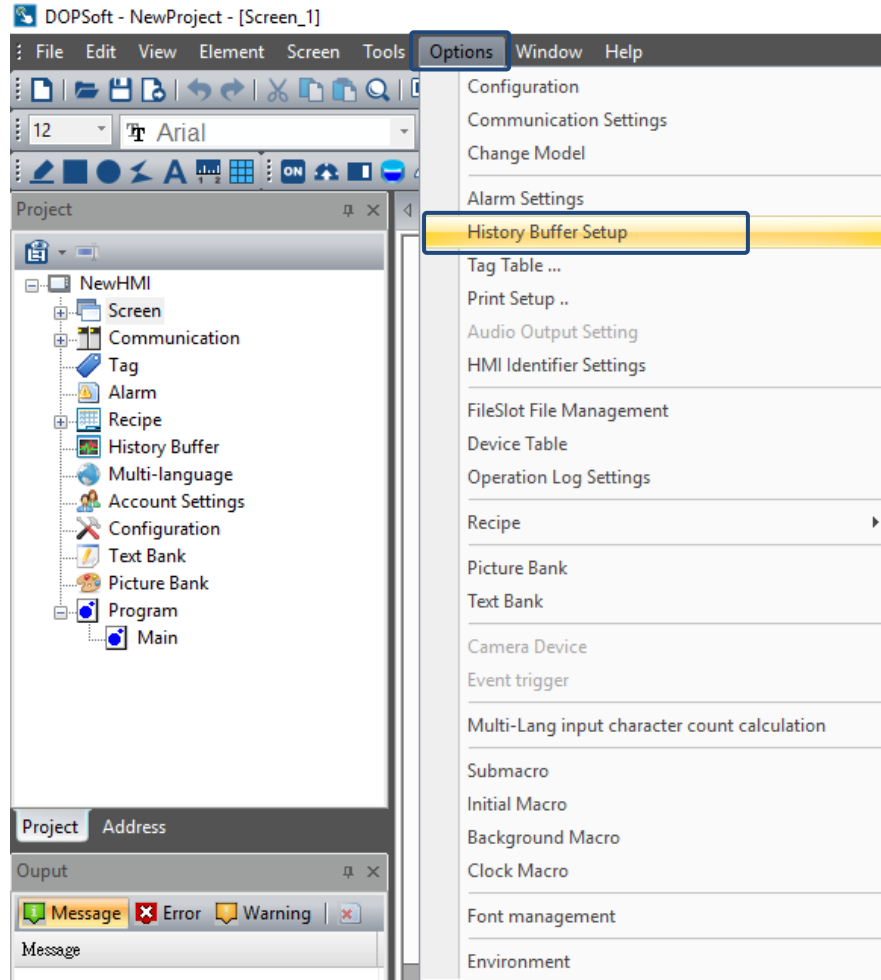 DOPSoft - NewProject - [Screen_1]
File Edit View Element Screen Tools Options Window Help
12 Arial
ON
Project
NewHMI
Screen
Communication
Tag
Alarm
Recipe
History Buffer
Multi-language
Account Settings
Configuration
Text Bank
Picture Bank
Program
Main
Project Address
Ouput
Message Error Warning
Message
Configuration
Communication Settings
Change Model
Alarm Settings
History Buffer Setup
Tag Table ...
Print Setup ..
Audio Output Setting
HMI Identifier Settings
FileSlot File Management
Device Table
Operation Log Settings
Recipe
Picture Bank
Text Bank
Camera Device
Event trigger
Multi-Lang input character count calculation
Submacro
Initial Macro
Background Macro
Clock Macro
Font management
Environment